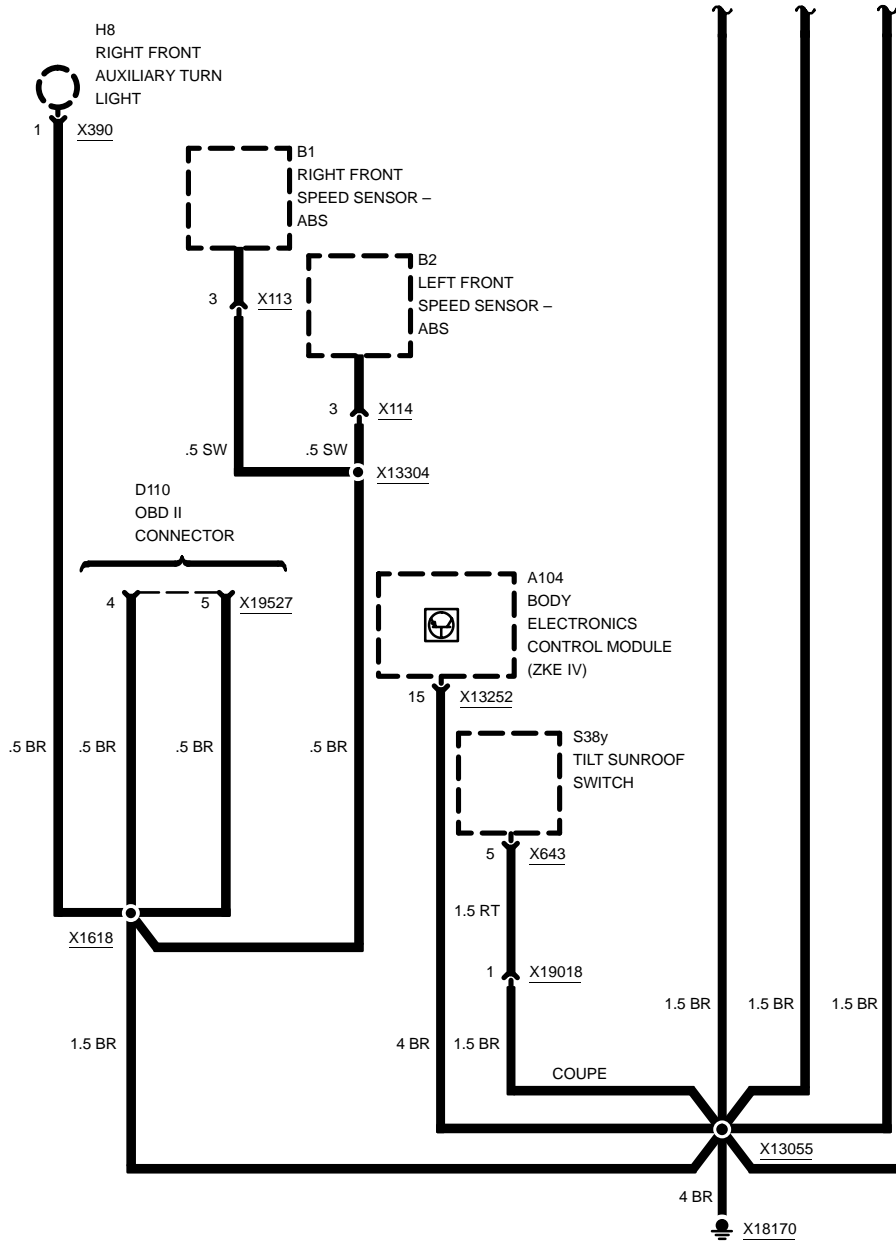 H8
RIGHT FRONT
AUXILIARY TURN
LIGHT
1
X390
B1
RIGHT FRONT
SPEED SENSOR –
ABS
B2
LEFT FRONT
SPEED SENSOR –
ABS
3
X113
3
X114
.5 SW
.5 SW
X13304
D110
OBD II
CONNECTOR
4
5
X19527
A104
BODY
ELECTRONICS
CONTROL MODULE
(ZKE IV)
15
X13252
.5 BR
.5 BR
.5 BR
.5 BR
S38y
TILT SUNROOF
SWITCH
5
X643
1.5 RT
X1618
1
X19018
1.5 BR
1.5 BR
1.5 BR
1.5 BR
4 BR
1.5 BR
COUPE
X13055
4 BR
X18170